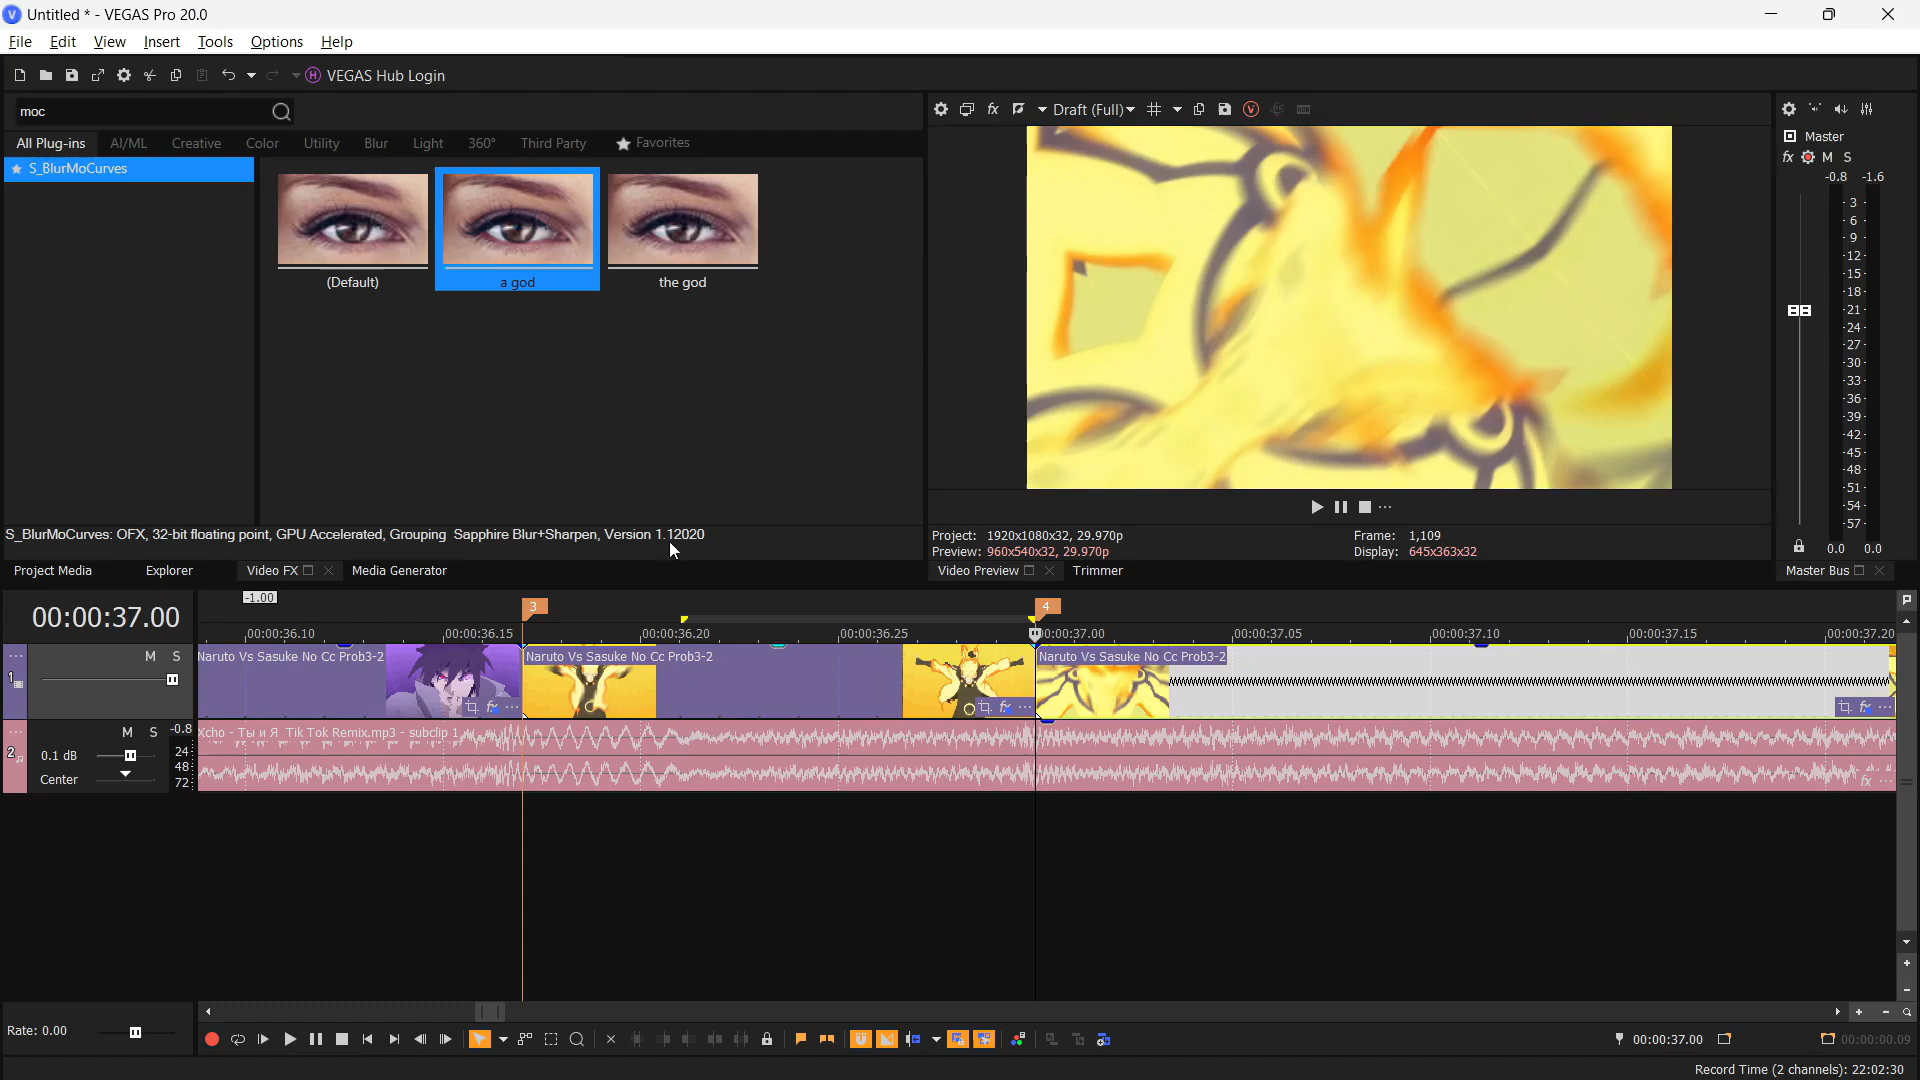 Untitled * - VEGAS Pro 20.0
File Edit View Insert Tools Options Help
VEGAS Hub Login
moc
All Plug-ins AI/ML Creative Color Utility Blur Light 360° Third Party Favorites
S_BlurMoCurves
(Default) a god the god
S_BlurMoCurves: OFX, 32-bit floating point, GPU Accelerated, Grouping Sapphire Blur+Sharpen, Version 1.12020
Project Media Explorer Video FX Media Generator
fx Draft (Full)
Project: 1920x1080x32, 29.970p Frame: 1,109
Preview: 960x540x32, 29.970p Display: 645x363x32
Video Preview Trimmer
Master
fx M S
-0.8 -1.6
3
6
9
12
15
18
21
24
27
30
33
36
39
42
45
48
51
54
57
0.0 0.0
Master Bus
00:00:37.00 -1.00 3 4
00:00:36.10 00:00:36.15 00:00:36.20 00:00:36.25 00:00:37.00 00:00:37.05 00:00:37.10 00:00:37.15 00:00:37.20
1 M S Naruto Vs Sasuke No Cc Prob3-2 Naruto Vs Sasuke No Cc Prob3-2 Naruto Vs Sasuke No Cc Prob3-2
fx fx fx
2 M S -0.8 Xcho - Ты и Я Tik Tok Remix.mp3 - subclip 1
0.1 dB 24
48
Center 72 fx
Rate: 0.00
00:00:37.00 00:00:00.09
Record Time (2 channels): 22:02:30